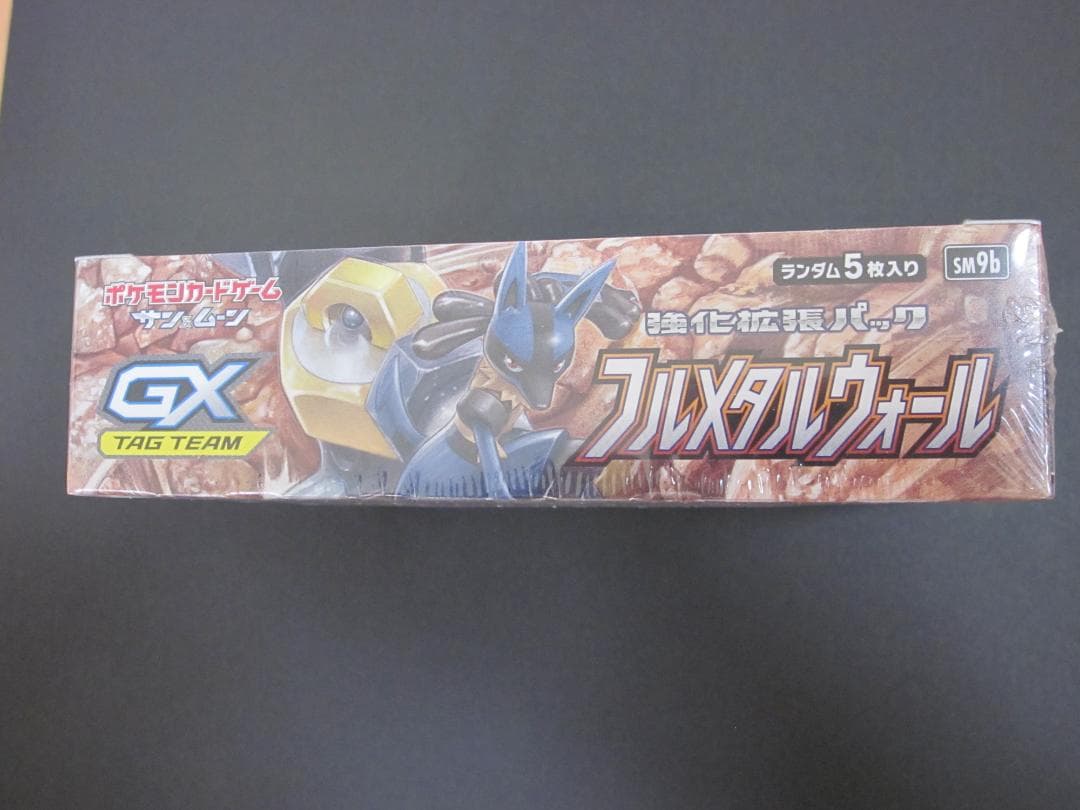 ポケモンカードゲーム
サン&ムーン
GX
TAG TEAM
ランダム5枚入り
SM9b
強化拡張パック
フルメタルウォール